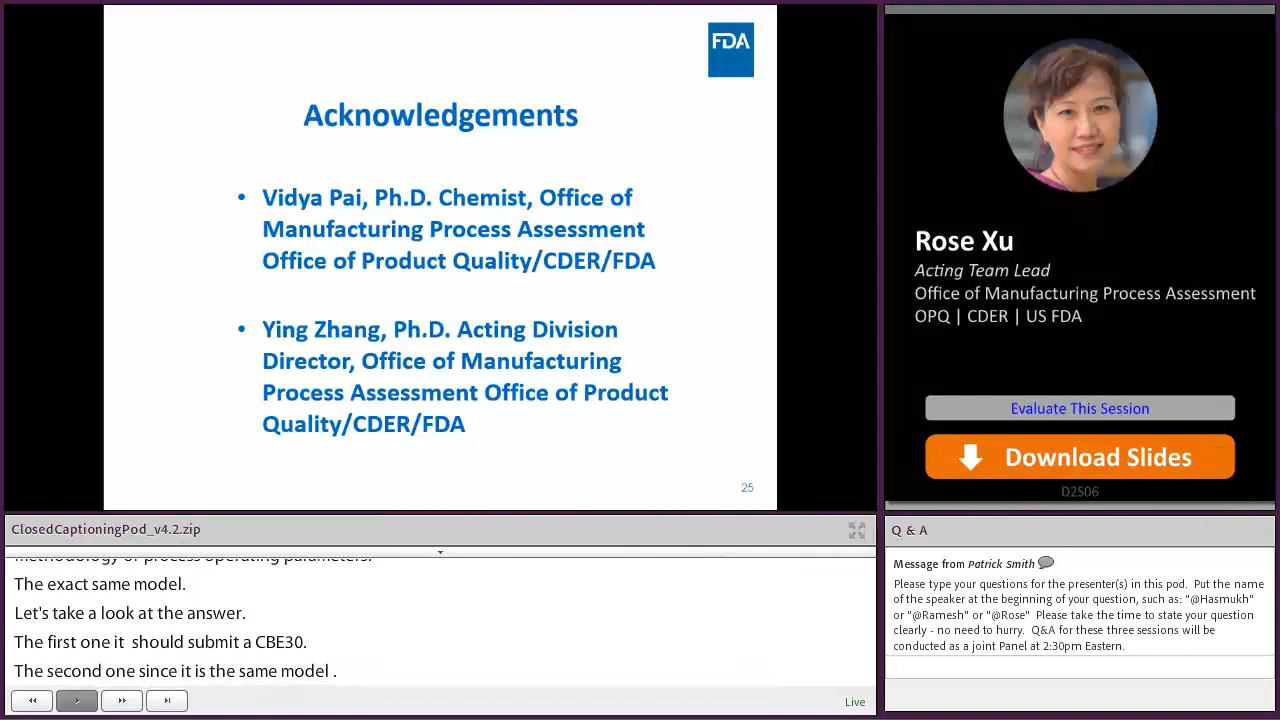 FDA
Acknowledgements
• Vidya Pai, Ph.D. Chemist, Office of
Manufacturing Process Assessment
Office of Product Quality/CDER/FDA
• Ying Zhang, Ph.D. Acting Division
Director, Office of Manufacturing
Process Assessment Office of Product
Quality/CDER/FDA
25
Rose Xu
Acting Team Lead
Office of Manufacturing Process Assessment
OPQ | CDER | US FDA
Evaluate This Session
Download Slides
D2S06
ClosedCaptioningPod_v4.2.zip
methodology of process operating parameters.
The exact same model.
Let's take a look at the answer.
The first one it  should submit a CBE30.
The second one since it is the same model .
Live
Q & A
Message from Patrick Smith
Please type your questions for the presenter(s) in this pod.  Put the name
of the speaker at the beginning of your question, such as: "@Hasmukh"
or "@Ramesh" or "@Rose"  Please take the time to state your question
clearly - no need to hurry.  Q&A for these three sessions will be
conducted as a joint Panel at 2:30pm Eastern.